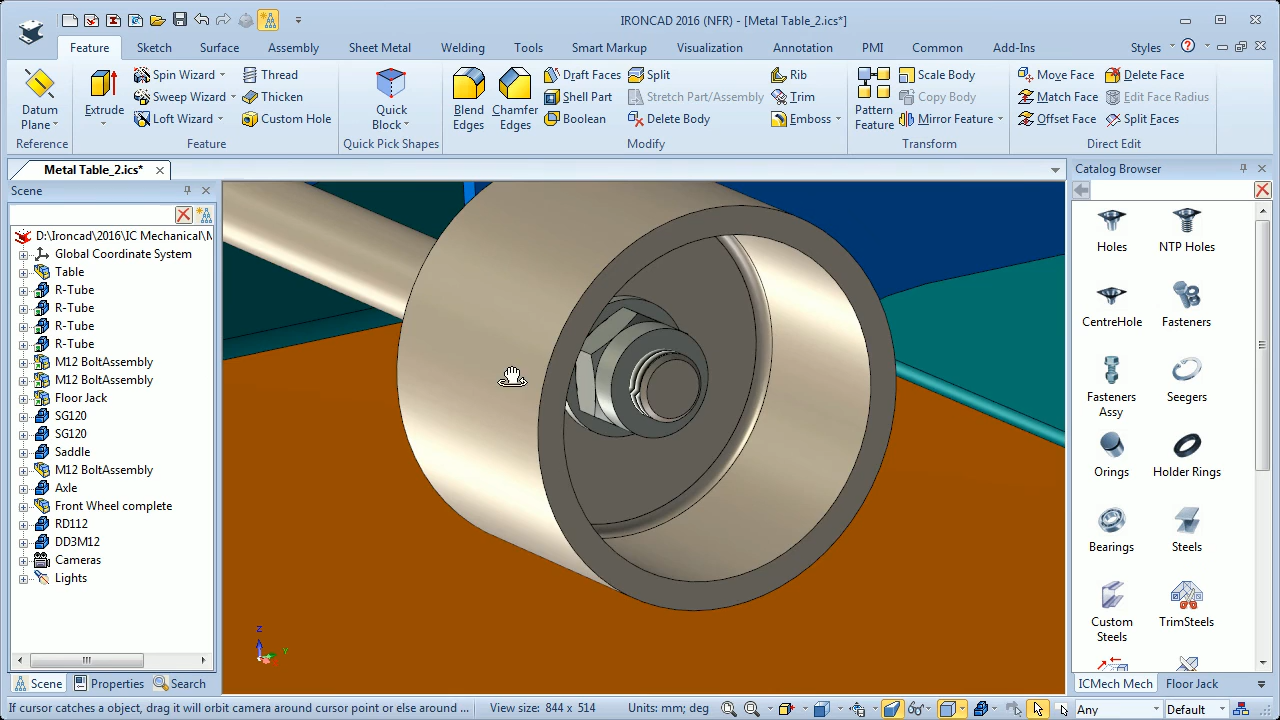 IRONCAD 2016 (NFR) - [Metal Table_2.ics*]
Feature Sketch Surface Assembly Sheet Metal Welding Tools Smart Markup Visualization Annotation PMI Common Add-Ins Styles
Datum Plane
Reference
Extrude
Spin Wizard
Sweep Wizard
Loft Wizard
Thread
Thicken
Custom Hole
Feature
Quick Block
Quick Pick Shapes
Blend Edges
Chamfer Edges
Draft Faces
Shell Part
Boolean
Split
Stretch Part/Assembly
Delete Body
Rib
Trim
Emboss
Modify
Pattern Feature
Scale Body
Copy Body
Mirror Feature
Transform
Move Face
Match Face
Offset Face
Delete Face
Edit Face Radius
Split Faces
Direct Edit
Metal Table_2.ics*
Scene
D:\Ironcad\2016\IC Mechanical\
Global Coordinate System
Table
R-Tube
R-Tube
R-Tube
R-Tube
M12 BoltAssembly
M12 BoltAssembly
Floor Jack
SG120
SG120
Saddle
M12 BoltAssembly
Axle
Front Wheel complete
RD112
DD3M12
Cameras
Lights
Scene Properties Search
Z
Y
Catalog Browser
Holes
NTP Holes
CentreHole
Fasteners
Fasteners Assy
Seegers
Orings
Holder Rings
Bearings
Steels
Custom Steels
TrimSteels
ICMech Mech Floor Jack
If cursor catches a object, drag it will orbit camera around cursor point or else around ...
View size: 844 x 514
Units: mm; deg
Any
Default